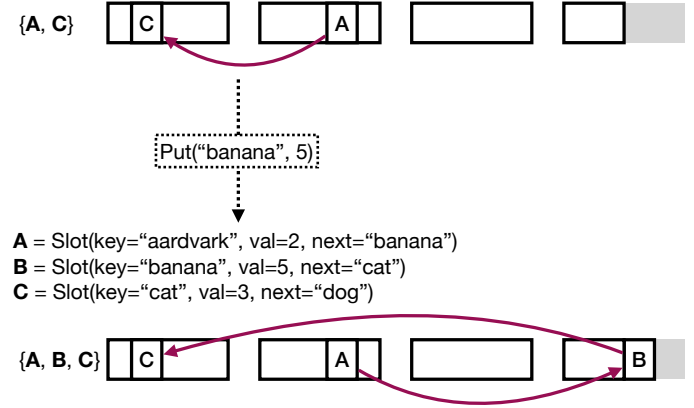 {A, C} C A
Put(“banana”, 5)
A = Slot(key=“aardvark”, val=2, next=“banana”)
B = Slot(key=“banana”, val=5, next=“cat”)
C = Slot(key=“cat”, val=3, next=“dog”)
{A, B, C} C A B